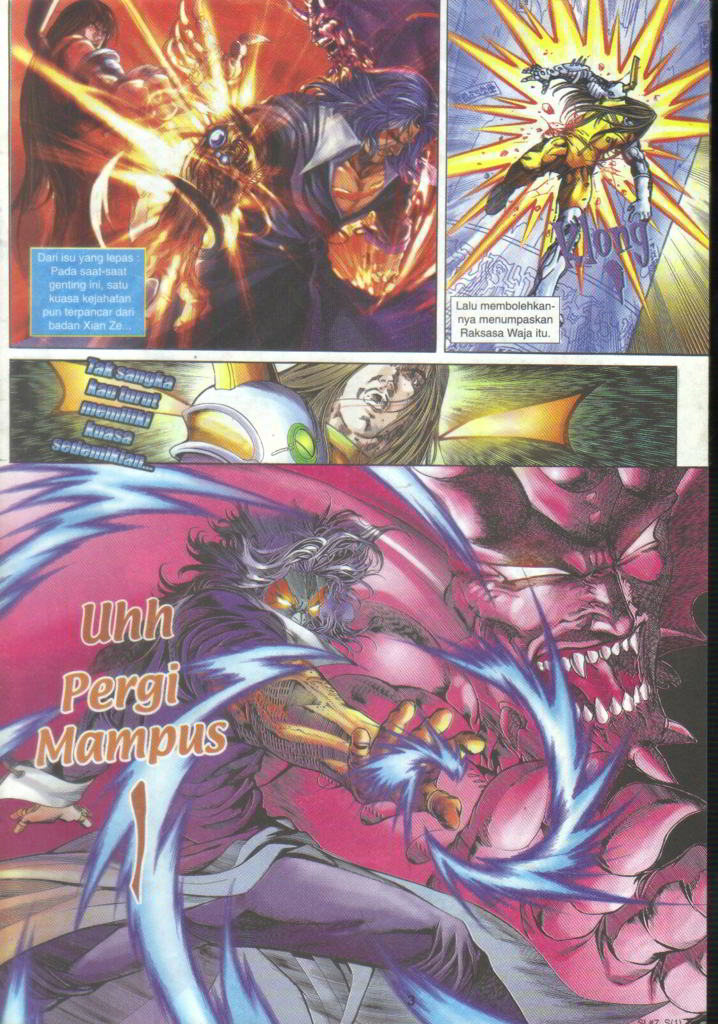 Dari isu yang lepas :
Pada saat-saat
genting ini, satu
kuasa kejahatan
pun terpancar dari
badan Xian Ze...
Klong
!
Lalu membolehkan-
nya menumpaskan
Raksasa Waja itu.
Tak sangka
kau turut
memiliki
kuasa
sedemikian...
Uhh
Pergi
Mampus
!
3